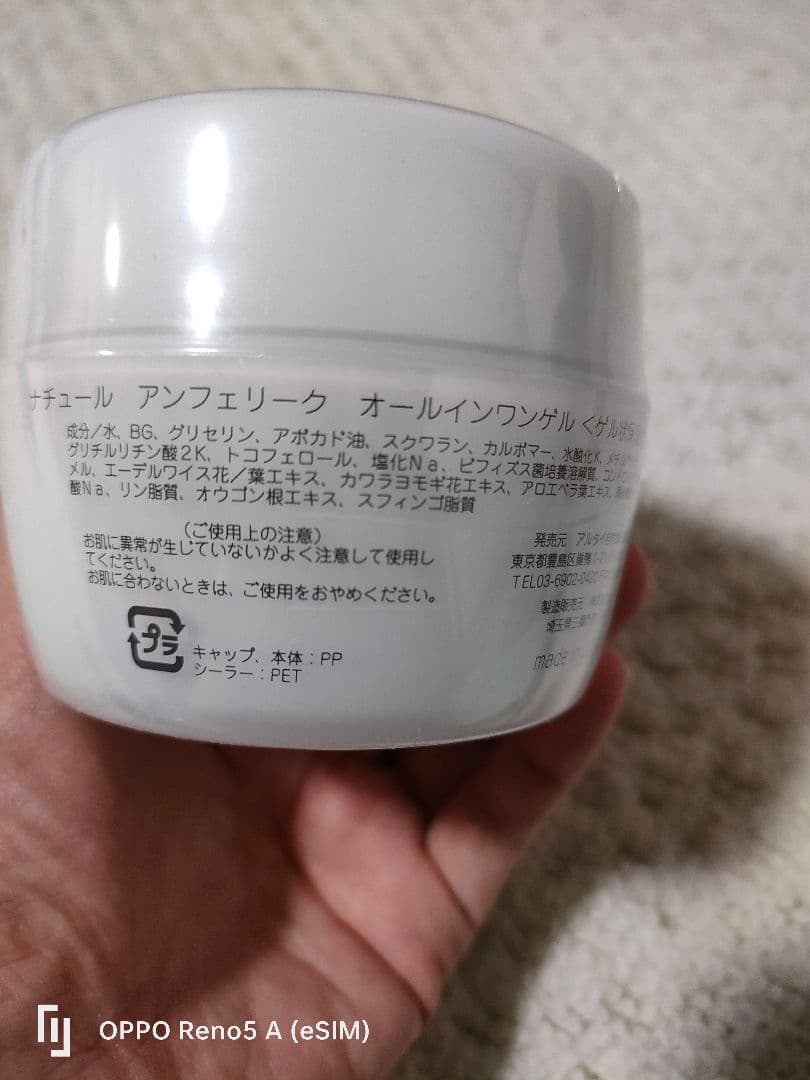 ナチュール アンフェリーク オールインワンゲル〈ゲル状
成分/水、BG、グリセリン、アボカド油、スクワラン、カルボマー、水酸化K、
グリチルリチン酸2K、トコフェロール、塩化Na、ビフィズス菌培養溶解質、
メル、エーデルワイス花/葉エキス、カワラヨモギ花エキス、アロエベラ葉エキス、
酸Na、リン脂質、オウゴン根エキス、スフィンゴ脂質
(ご使用上の注意)
お肌に異常が生じていないかよく注意して使用し
てください。
お肌に合わないときは、ご使用をおやめください。
プラ
キャップ、本体:PP
シーラー:PET
発売元
東京都豊島区巣鴨
TEL03-6902-
製造販売元
埼玉県三郷市
made
OPPO Reno5 A (eSIM)